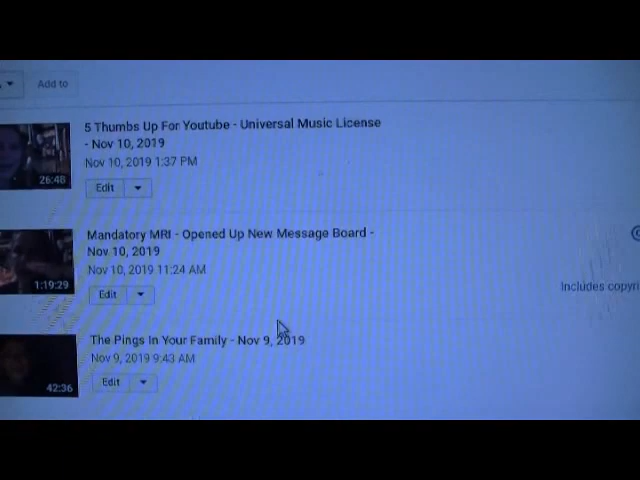 Add to
5 Thumbs Up For Youtube - Universal Music License
- Nov 10, 2019
Nov 10, 2019 1:37 PM
26:48
Edit
Mandatory MRI - Opened Up New Message Board -
Nov 10, 2019
Nov 10, 2019 11:24 AM
1:19:29
Edit
Includes copyri
The Pings In Your Family - Nov 9, 2019
Nov 9, 2019 9:43 AM
42:36
Edit